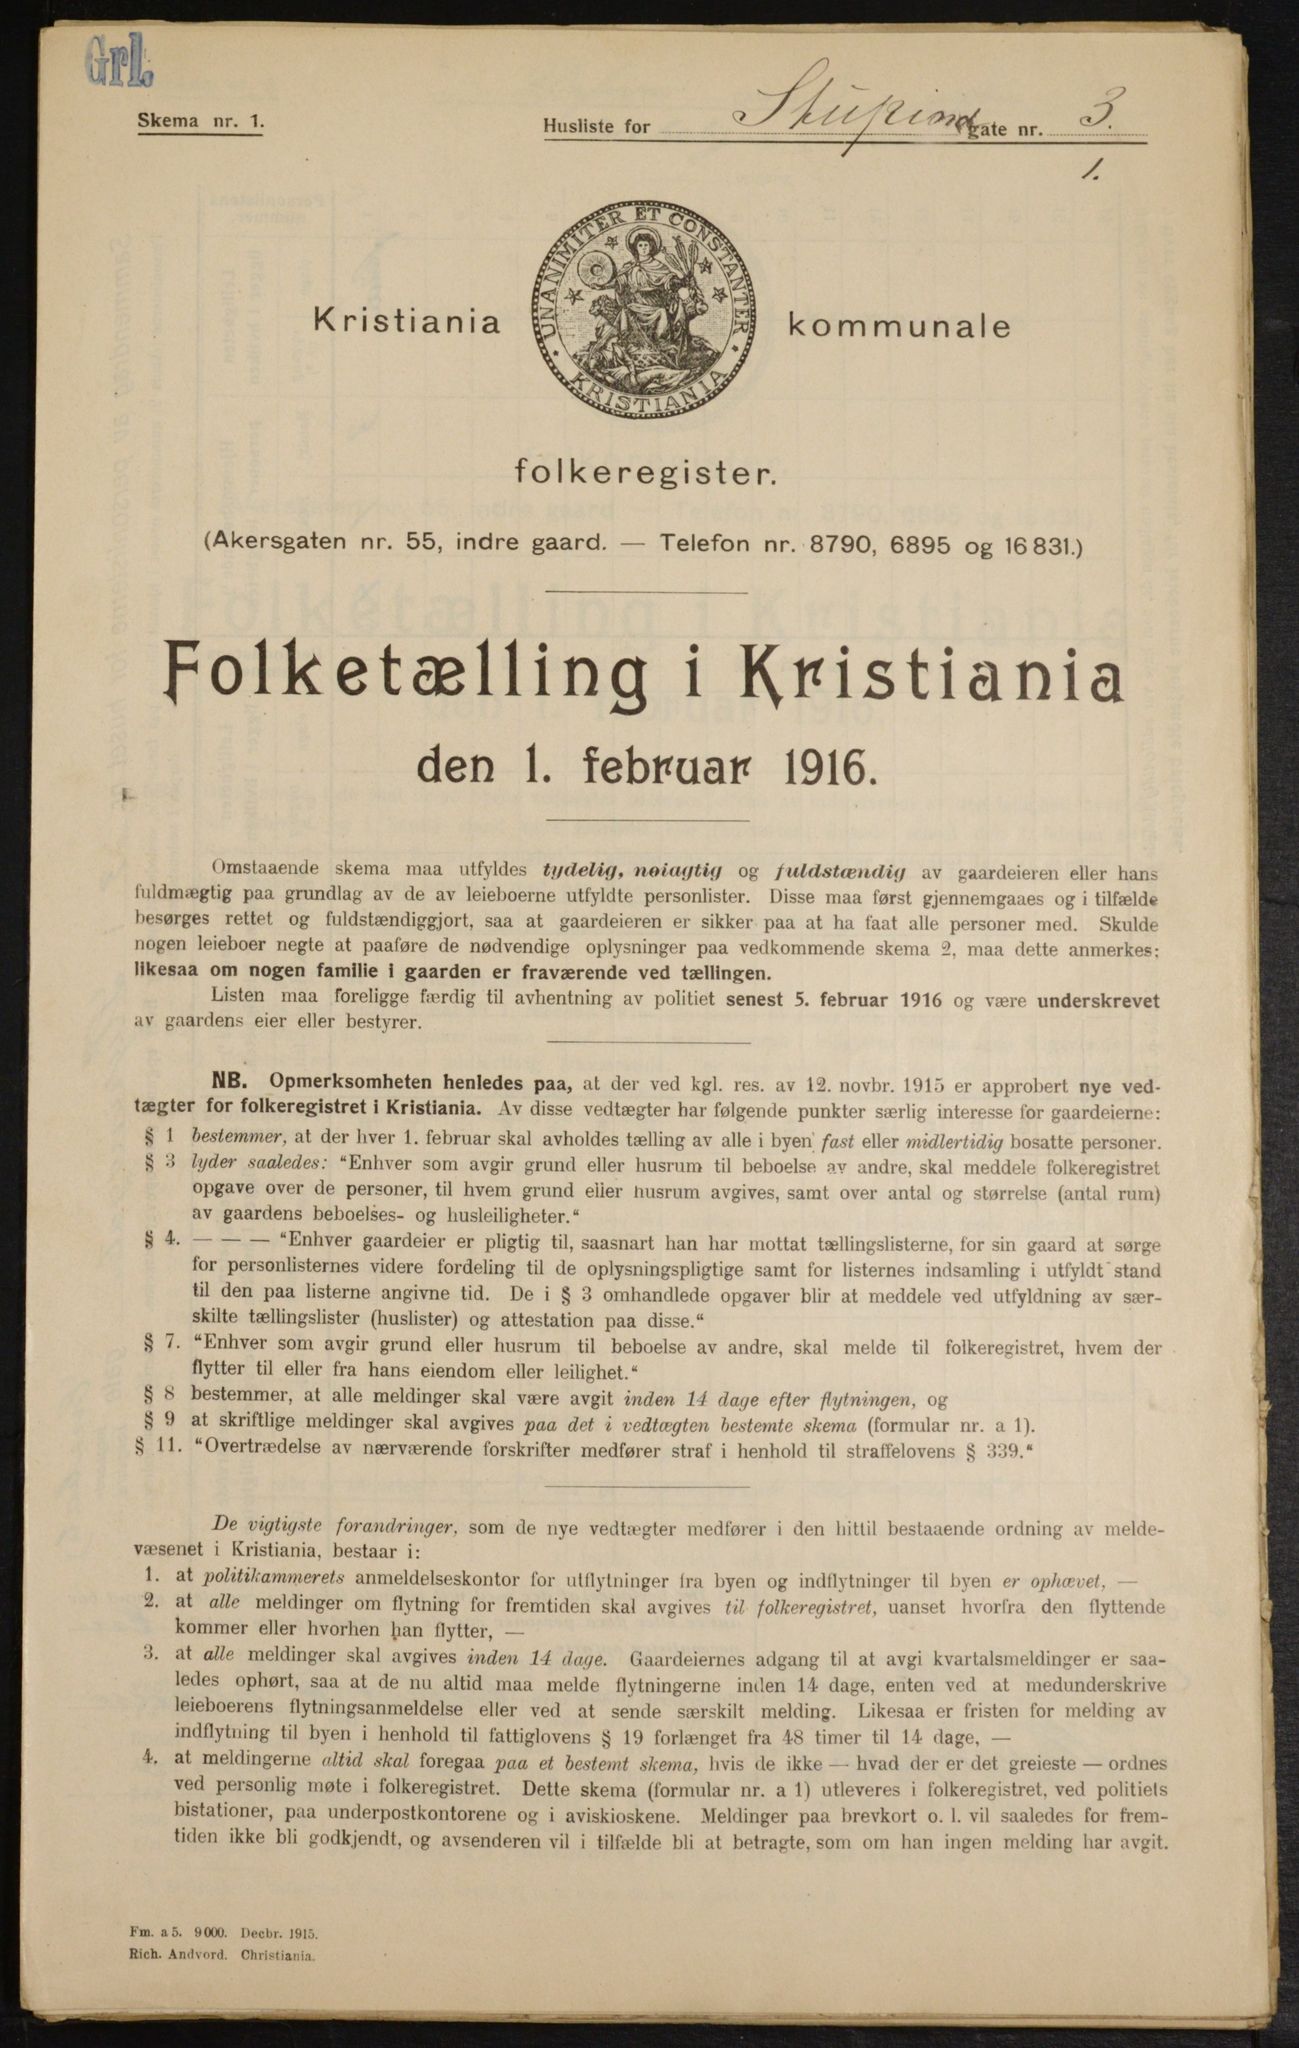 Grl.
Skema nr. 1.
Husliste for gate nr. 3.
1.
UNANIMITER ET CONSTANTER
KRISTIANIA
Kristiania kommunale
folkeregister.
(Akersgaten nr. 55, indre gaard. — Telefon nr. 8790, 6895 og 16 831.)
Folketælling i Kristiania
den 1. februar 1916.
Omstaaende skema maa utfyldes tydelig, nøiagtig og fuldstændig av gaardeieren eller hans
fuldmægtig paa grundlag av de av leieboerne utfyldte personlister. Disse maa først gjennemgaaes og i tilfælde
besørges rettet og fuldstændiggjort, saa at gaardeieren er sikker paa at ha faat alle personer med. Skulde
nogen leieboer negte at paaføre de nødvendige oplysninger paa vedkommende skema 2, maa dette anmerkes;
likesaa om nogen familie i gaarden er fraværende ved tællingen.
Listen maa foreligge færdig til avhentning av politiet senest 5. februar 1916 og være underskrevet
av gaardens eier eller bestyrer.
NB. Opmerksomheten henledes paa, at der ved kgl. res. av 12. novbr. 1915 er approbert nye ved-
tægter for folkeregistret i Kristiania. Av disse vedtægter har følgende punkter særlig interesse for gaardeierne:
§ 1 bestemmer, at der hver 1. februar skal avholdes tælling av alle i byen fast eller midlertidig bosatte personer.
§ 3 lyder saaledes: “Enhver som avgir grund eller husrum til beboelse av andre, skal meddele folkeregistret
opgave over de personer, til hvem grund eller husrum avgives, samt over antal og størrelse (antal rum)
av gaardens beboelses- og husleiligheter.“
§ 4. — — — “Enhver gaardeier er pligtig til, saasnart han har mottat tællingslisterne, for sin gaard at sørge
for personlisternes videre fordeling til de oplysningspligtige samt for listernes indsamling i utfyldt stand
til den paa listerne angivne tid. De i § 3 omhandlede opgaver blir at meddele ved utfyldning av sær-
skilte tællingslister (huslister) og attestation paa disse.“
§ 7. “Enhver som avgir grund eller husrum til beboelse av andre, skal melde til folkeregistret, hvem der
flytter til eller fra hans eiendom eller leilighet.“
§ 8 bestemmer, at alle meldinger skal være avgit inden 14 dage efter flytningen, og
§ 9 at skriftlige meldinger skal avgives paa det i vedtægten bestemte skema (formular nr. a 1).
§ 11. “Overtrædelse av nærværende forskrifter medfører straf i henhold til straffelovens § 339.“
De vigtigste forandringer, som de nye vedtægter medfører i den hittil bestaaende ordning av melde-
væsenet i Kristiania, bestaar i:
1. at politikammerets anmeldelseskontor for utflytninger fra byen og indflytninger til byen er ophævet, —
2. at alle meldinger om flytning for fremtiden skal avgives til folkeregistret, uanset hvorfra den flyttende
kommer eller hvorhen han flytter, —
3. at alle meldinger skal avgives inden 14 dage. Gaardeiernes adgang til at avgi kvartalsmeldinger er saa-
ledes ophørt, saa at de nu altid maa melde flytningerne inden 14 dage, enten ved at medunderskrive
leieboerens flytningsanmeldelse eller ved at sende særskilt melding. Likesaa er fristen for melding av
indflytning til byen i henhold til fattiglovens § 19 forlænget fra 48 timer til 14 dage, —
4. at meldingerne altid skal foregaa paa et bestemt skema, hvis de ikke — hvad der er det greieste — ordnes
ved personlig møte i folkeregistret. Dette skema (formular nr. a 1) utleveres i folkeregistret, ved politiets
bistationer, paa underpostkontorene og i aviskioskene. Meldinger paa brevkort o. l. vil saaledes for frem-
tiden ikke bli godkjendt, og avsenderen vil i tilfælde bli at betragte, som om han ingen melding har avgit.
Fm. a 5. 9 000. Decbr. 1915.
Rich. Andvord. Christiania.